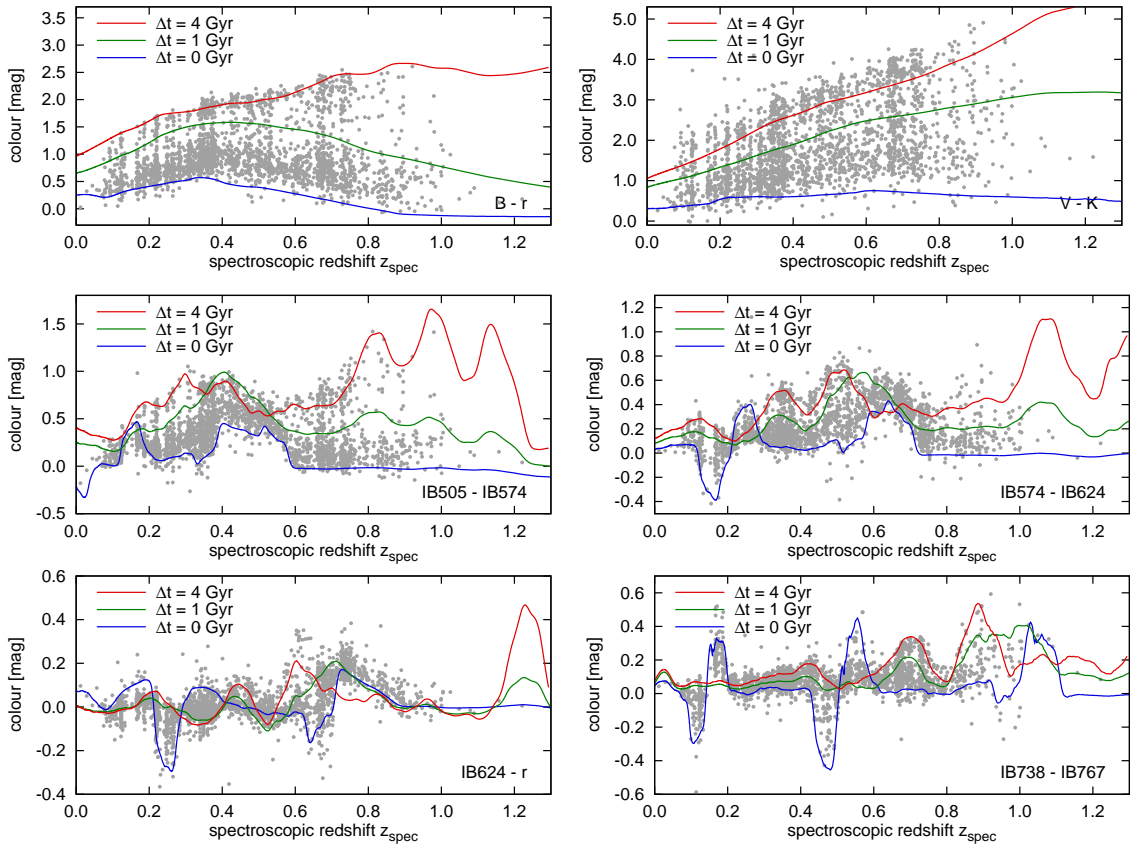 3.5
3.0
2.5
2.0
1.5
1.0
0.5
0.0
colour [mag]
Δt = 4 Gyr
Δt = 1 Gyr
Δt = 0 Gyr
B - r
0.0 0.2 0.4 0.6 0.8 1.0 1.2
spectroscopic redshift z_spec
5.0
4.0
3.0
2.0
1.0
0.0
colour [mag]
Δt = 4 Gyr
Δt = 1 Gyr
Δt = 0 Gyr
V - K
0.0 0.2 0.4 0.6 0.8 1.0 1.2
spectroscopic redshift z_spec
1.5
1.0
0.5
0.0
-0.5
colour [mag]
Δt = 4 Gyr
Δt = 1 Gyr
Δt = 0 Gyr
IB505 - IB574
0.0 0.2 0.4 0.6 0.8 1.0 1.2
spectroscopic redshift z_spec
1.2
1.0
0.8
0.6
0.4
0.2
0.0
-0.2
-0.4
colour [mag]
Δt = 4 Gyr
Δt = 1 Gyr
Δt = 0 Gyr
IB574 - IB624
0.0 0.2 0.4 0.6 0.8 1.0 1.2
spectroscopic redshift z_spec
0.6
0.4
0.2
0.0
-0.2
-0.4
colour [mag]
Δt = 4 Gyr
Δt = 1 Gyr
Δt = 0 Gyr
IB624 - r
0.0 0.2 0.4 0.6 0.8 1.0 1.2
spectroscopic redshift z_spec
0.6
0.4
0.2
0.0
-0.2
-0.4
-0.6
colour [mag]
Δt = 4 Gyr
Δt = 1 Gyr
Δt = 0 Gyr
IB738 - IB767
0.0 0.2 0.4 0.6 0.8 1.0 1.2
spectroscopic redshift z_spec